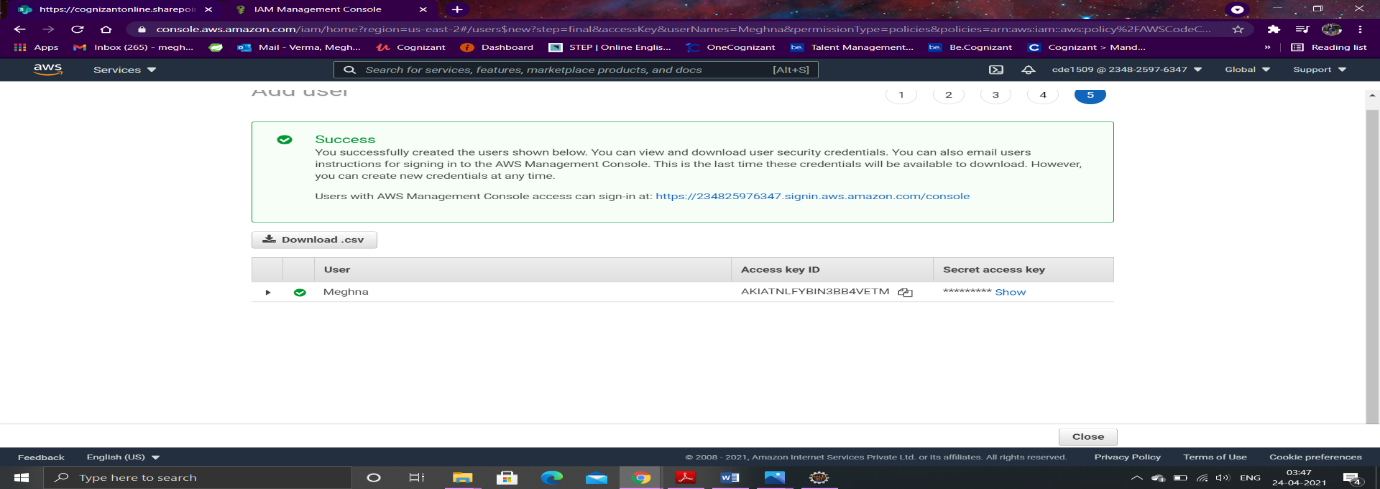 https://cognizantonline.sharepoi × IAM Management Console × +
console.aws.amazon.com/iam/home?region=us-east-2#/users$new?step=final&accessKey&userNames=Meghna&permissionType=policies&policies=arn:aws:iam::aws:policy%2FAWSCodeC...
Apps Inbox (265) - megh... Mail - Verma, Megh... Cognizant Dashboard STEP | Online Englis... OneCognizant be. Talent Management... be. Be.Cognizant C Cognizant > Mand... » Reading list
aws Services Search for services, features, marketplace products, and docs [Alt+S] cde1509 @ 2348-2597-6347 Global Support
Add user 1 2 3 4 5
Success
You successfully created the users shown below. You can view and download user security credentials. You can also email users
instructions for signing in to the AWS Management Console. This is the last time these credentials will be available to download. However,
you can create new credentials at any time.
Users with AWS Management Console access can sign-in at: https://234825976347.signin.aws.amazon.com/console
Download .csv
User Access key ID Secret access key
Meghna AKIATNLFYBIN3BB4VETM ********* Show
Close
Feedback English (US) © 2008 - 2021, Amazon Internet Services Private Ltd. or its affiliates. All rights reserved. Privacy Policy Terms of Use Cookie preferences
Type here to search ENG 03:47
24-04-2021 4